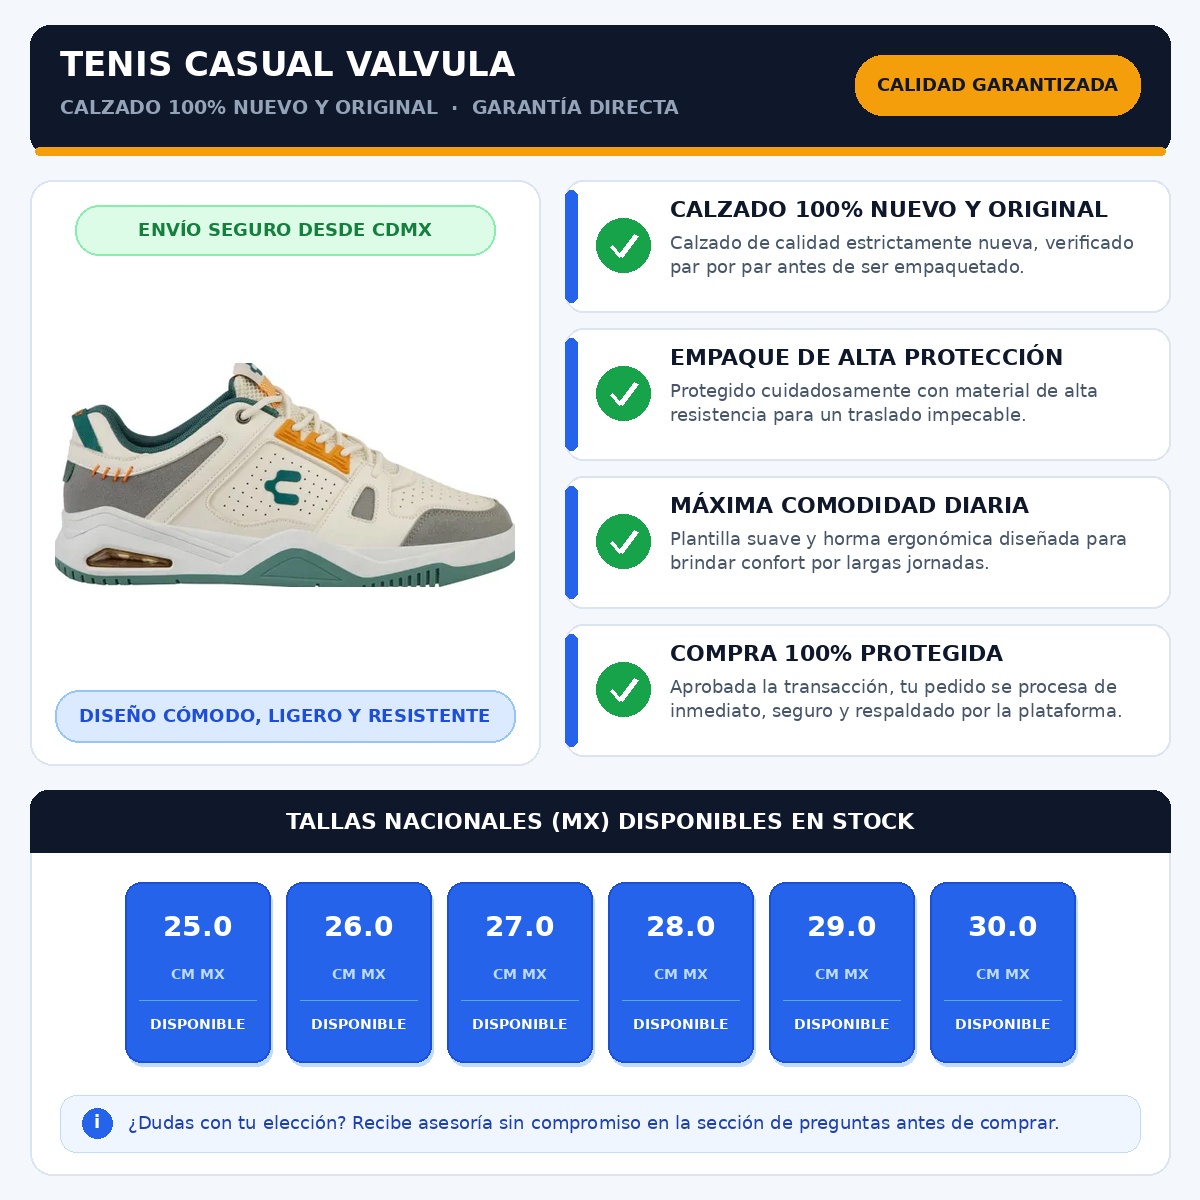 TENIS CASUAL VALVULA
CALZADO 100% NUEVO Y ORIGINAL · GARANTÍA DIRECTA
CALIDAD GARANTIZADA
ENVÍO SEGURO DESDE CDMX
DISEÑO CÓMODO, LIGERO Y RESISTENTE
CALZADO 100% NUEVO Y ORIGINAL
Calzado de calidad estrictamente nueva, verificado
par por par antes de ser empaquetado.
EMPAQUE DE ALTA PROTECCIÓN
Protegido cuidadosamente con material de alta
resistencia para un traslado impecable.
MÁXIMA COMODIDAD DIARIA
Plantilla suave y horma ergonómica diseñada para
brindar confort por largas jornadas.
COMPRA 100% PROTEGIDA
Aprobada la transacción, tu pedido se procesa de
inmediato, seguro y respaldado por la plataforma.
TALLAS NACIONALES (MX) DISPONIBLES EN STOCK
25.0 26.0 27.0 28.0 29.0 30.0
CM MX CM MX CM MX CM MX CM MX CM MX
DISPONIBLE DISPONIBLE DISPONIBLE DISPONIBLE DISPONIBLE DISPONIBLE
i ¿Dudas con tu elección? Recibe asesoría sin compromiso en la sección de preguntas antes de comprar.